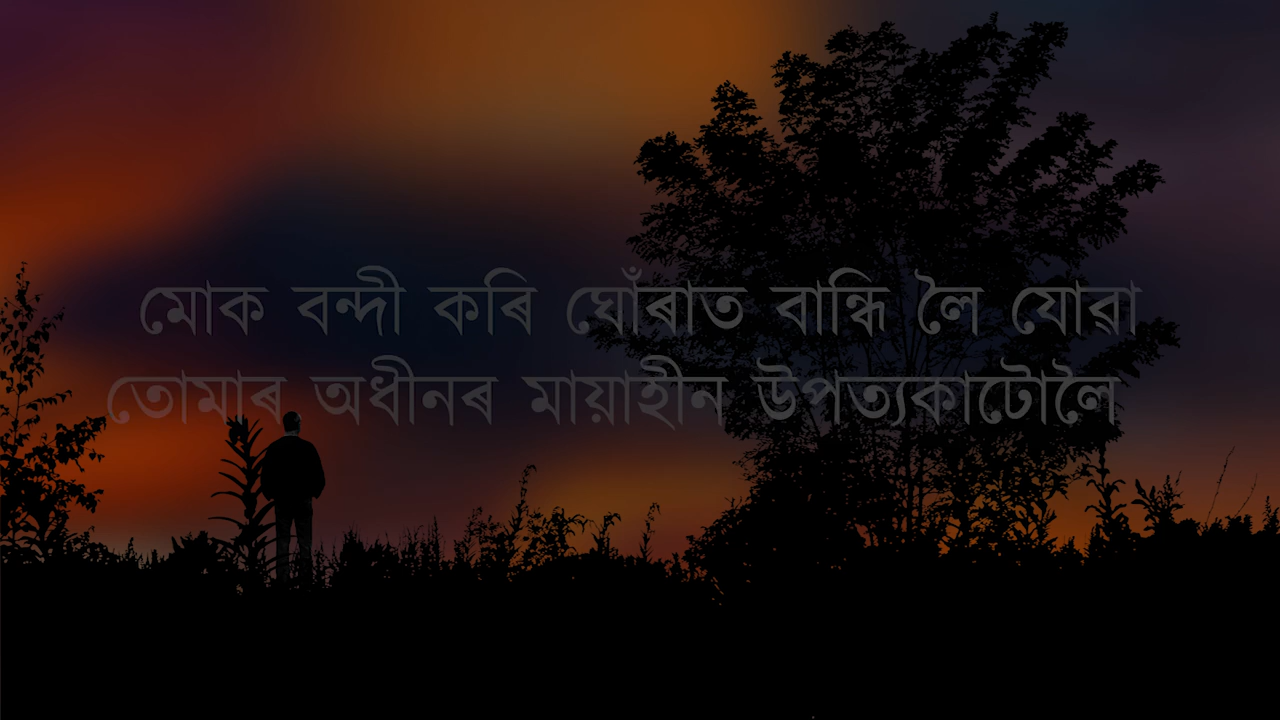 মোক বন্দী কৰি ঘোঁৰাত বান্ধি লৈ যোৱা
তোমাৰ অধীনৰ মায়াহীন উপত্যকাটোলৈ